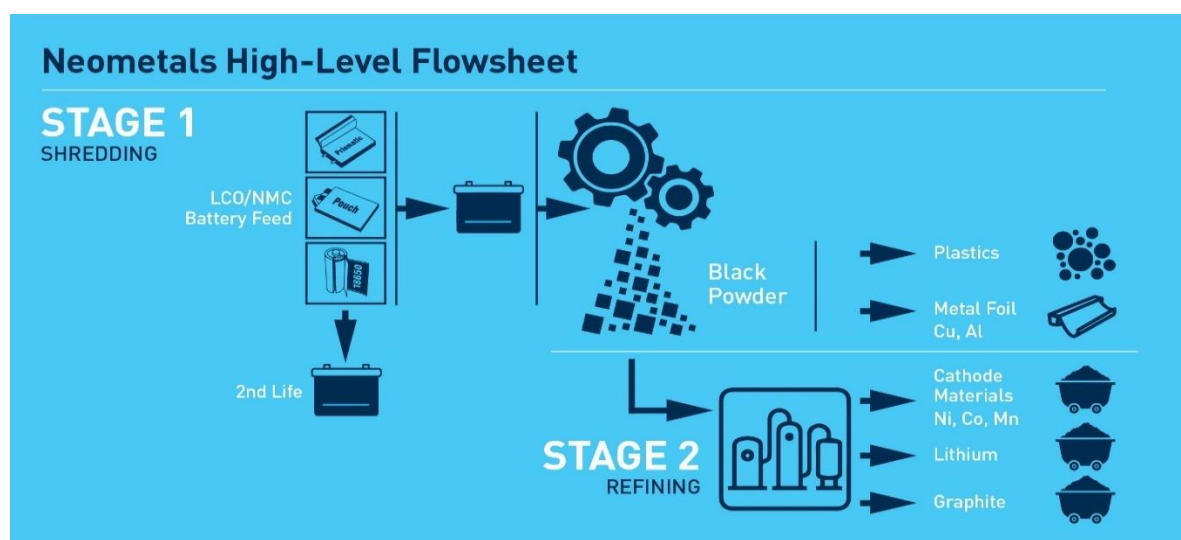 Neometals High-Level Flowsheet
STAGE 1
SHREDDING
LCO/NMC
Battery Feed
Prismatic
Pouch
18650
2nd Life
Black
Powder
Plastics
Metal Foil
Cu, Al
STAGE 2
REFINING
Cathode
Materials
Ni, Co, Mn
Lithium
Graphite